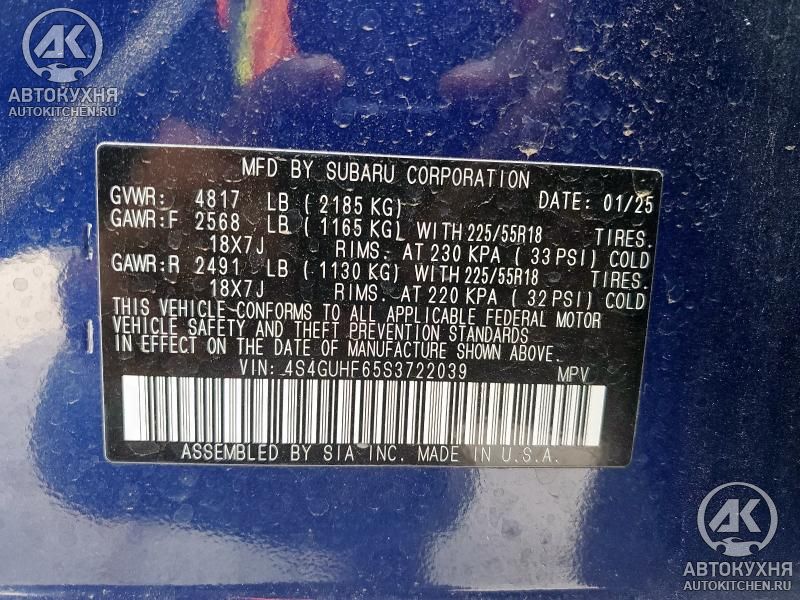 AK
АВТОКУХНЯ
AUTOKITCHEN.RU
MFD BY SUBARU CORPORATION
DATE: 01/25
GVWR: 4817 LB ( 2185 KG)
GAWR:F 2568 LB ( 1165 KG) WITH 225/55R18 TIRES.
18X7J RIMS. AT 230 KPA ( 33 PSI) COLD
GAWR:R 2491 LB ( 1130 KG) WITH 225/55R18 TIRES.
18X7J RIMS. AT 220 KPA ( 32 PSI) COLD
THIS VEHICLE CONFORMS TO ALL APPLICABLE FEDERAL MOTOR
VEHICLE SAFETY AND THEFT PREVENTION STANDARDS
IN EFFECT ON THE DATE OF MANUFACTURE SHOWN ABOVE.
VIN: 4S4GUHF65S3722039 MPV
ASSEMBLED BY SIA INC. MADE IN U.S.A.
AK
АВТОКУХНЯ
AUTOKITCHEN.RU